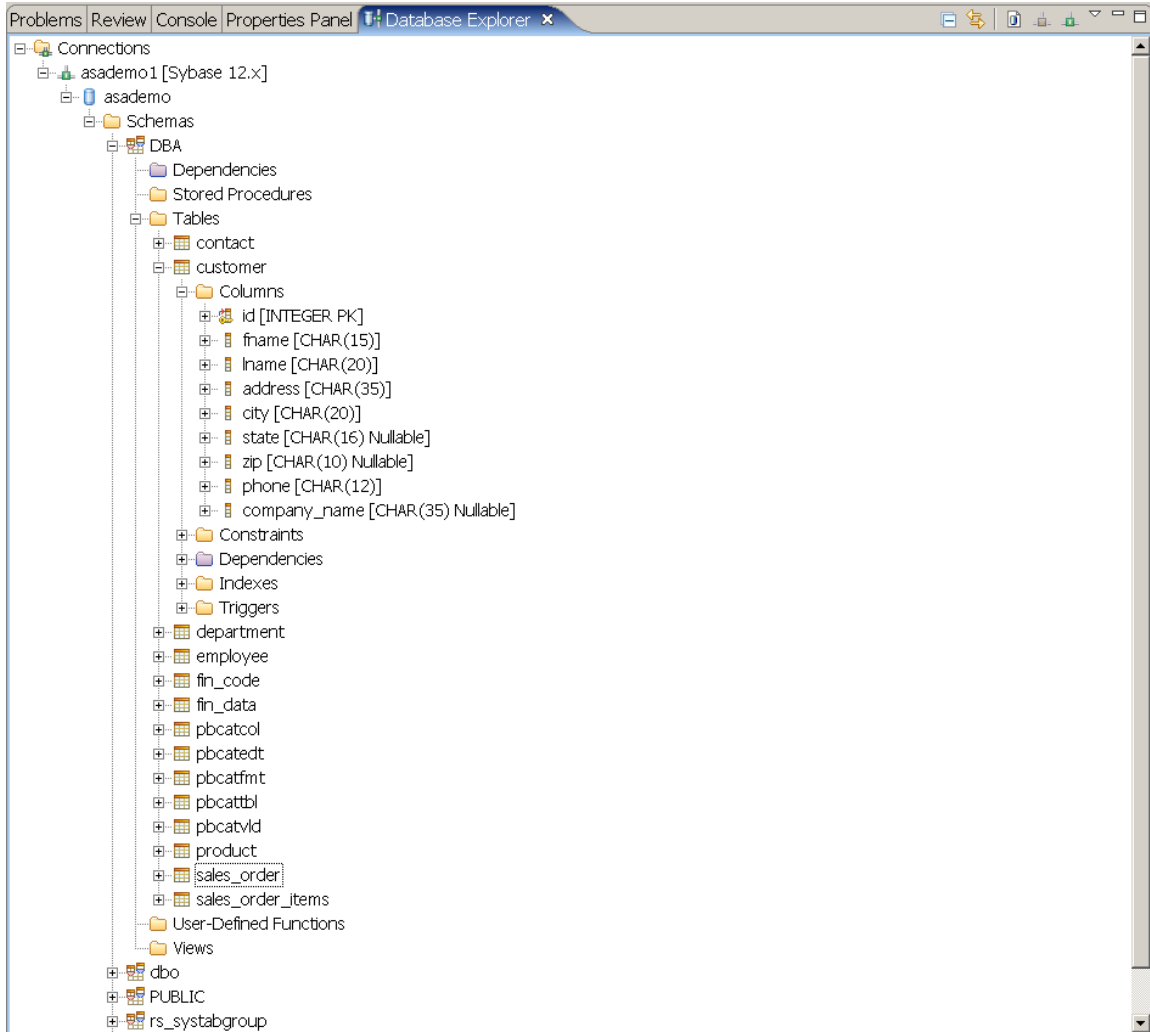 Problems Review Console Properties Panel Database Explorer
Connections
asademo1 [Sybase 12.x]
asademo
Schemas
DBA
Dependencies
Stored Procedures
Tables
contact
customer
Columns
id [INTEGER PK]
fname [CHAR(15)]
lname [CHAR(20)]
address [CHAR(35)]
city [CHAR(20)]
state [CHAR(16) Nullable]
zip [CHAR(10) Nullable]
phone [CHAR(12)]
company_name [CHAR(35) Nullable]
Constraints
Dependencies
Indexes
Triggers
department
employee
fin_code
fin_data
pbcatcol
pbcatedt
pbcatfmt
pbcattbl
pbcatvld
product
sales_order
sales_order_items
User-Defined Functions
Views
dbo
PUBLIC
rs_systabgroup